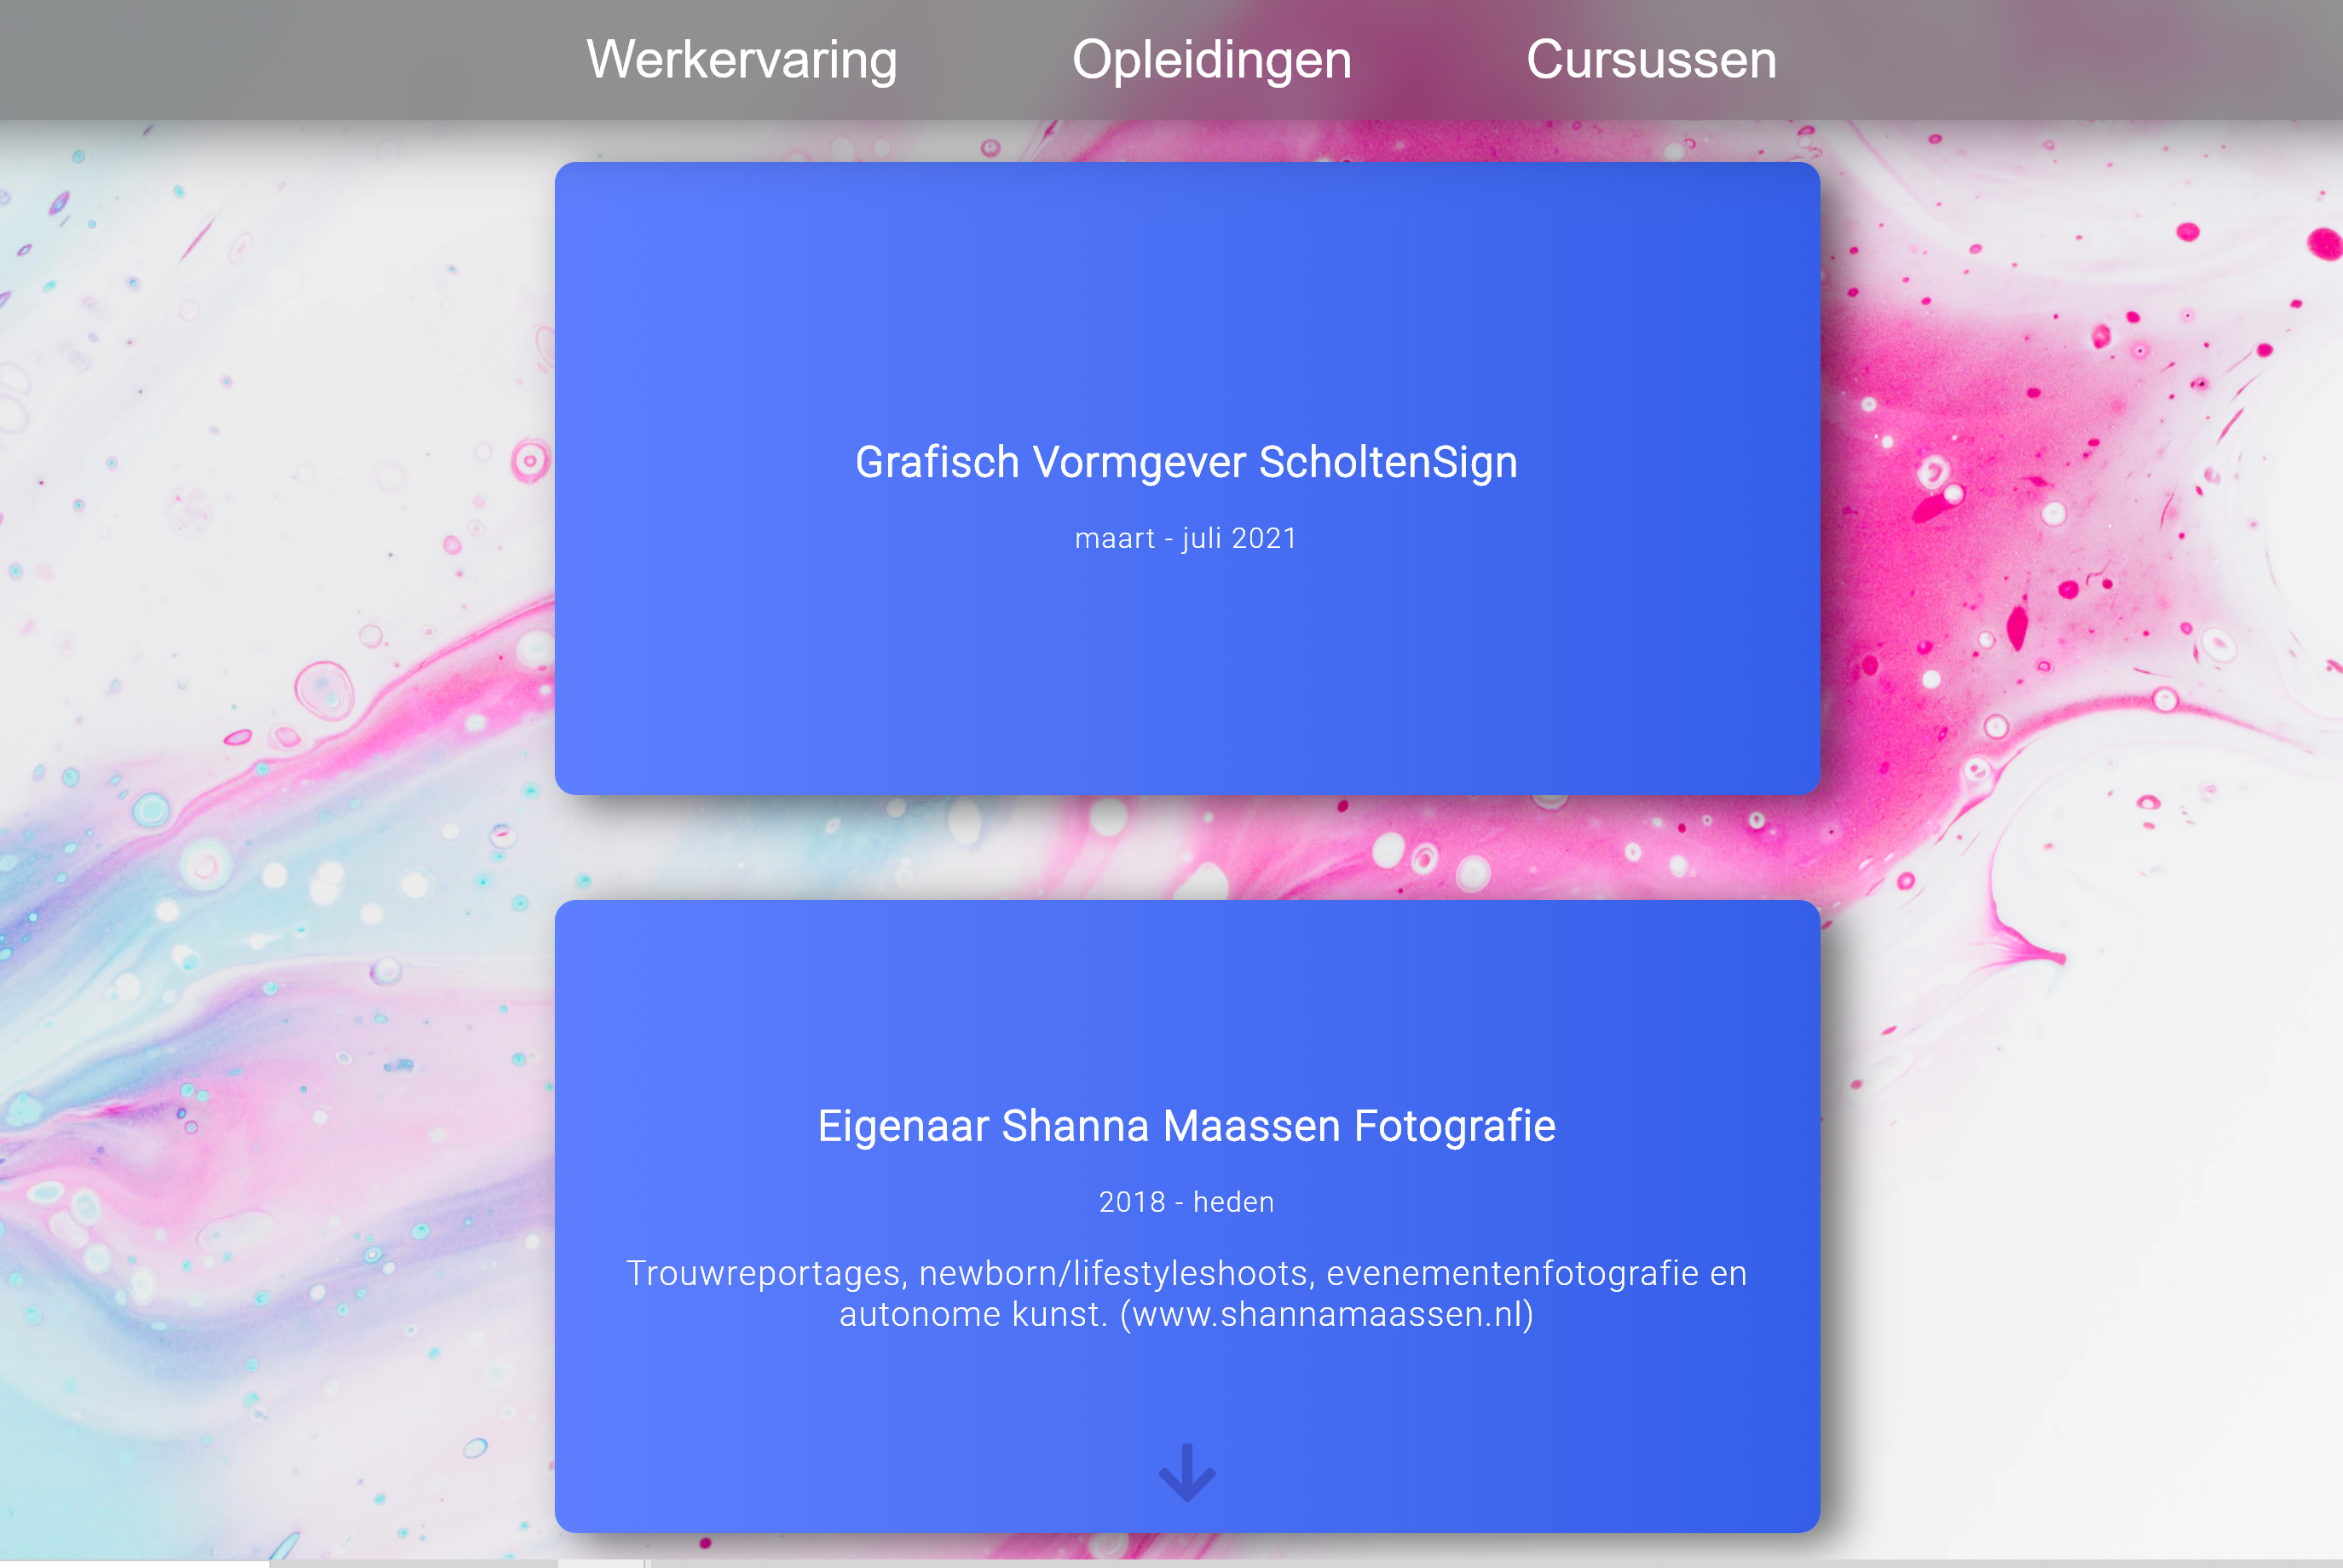 Werkervaring Opleidingen Cursussen
Grafisch Vormgever ScholtenSign
maart - juli 2021
Eigenaar Shanna Maassen Fotografie
2018 - heden
Trouwreportages, newborn/lifestyleshoots, evenementenfotografie en
autonome kunst. (www.shannamaassen.nl)